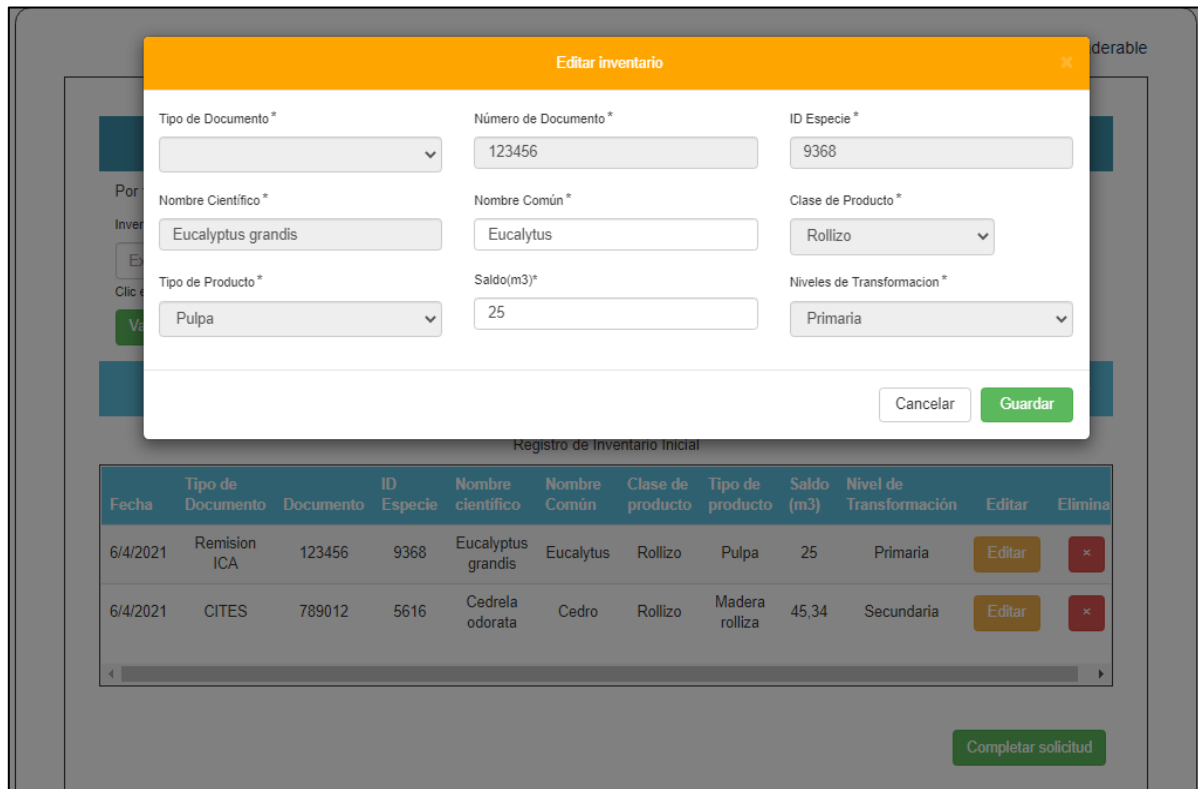 derable
Editar inventario ×
Tipo de Documento* Número de Documento* ID Especie*
123456 9368
Por
Nombre Científico* Nombre Común* Clase de Producto*
Inver
Eucalyptus grandis Eucalytus Rollizo
Tipo de Producto* Saldo(m3)* Niveles de Transformacion*
Clic e
Pulpa 25 Primaria
Va
Cancelar Guardar
Registro de Inventario Inicial
Tipo de ID Nombre Nombre Clase de Tipo de Saldo Nivel de
Fecha Documento Documento Especie científico Común producto producto (m3) Transformación Editar Elimina
6/4/2021 Remision 123456 9368 Eucalyptus Eucalytus Rollizo Pulpa 25 Primaria Editar ×
ICA grandis
6/4/2021 CITES 789012 5616 Cedrela Cedro Rollizo Madera 45,34 Secundaria Editar ×
odorata rolliza
Completar solicitud